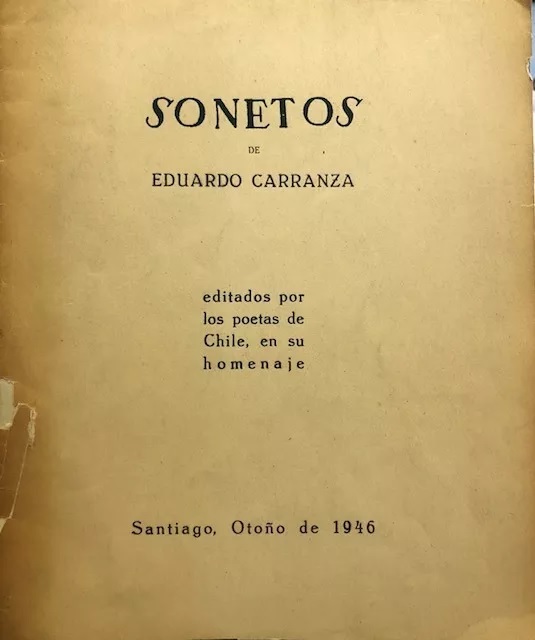 SONETOS
DE
EDUARDO CARRANZA
editados por
los poetas de
Chile, en su
homenaje
Santiago, Otoño de 1946